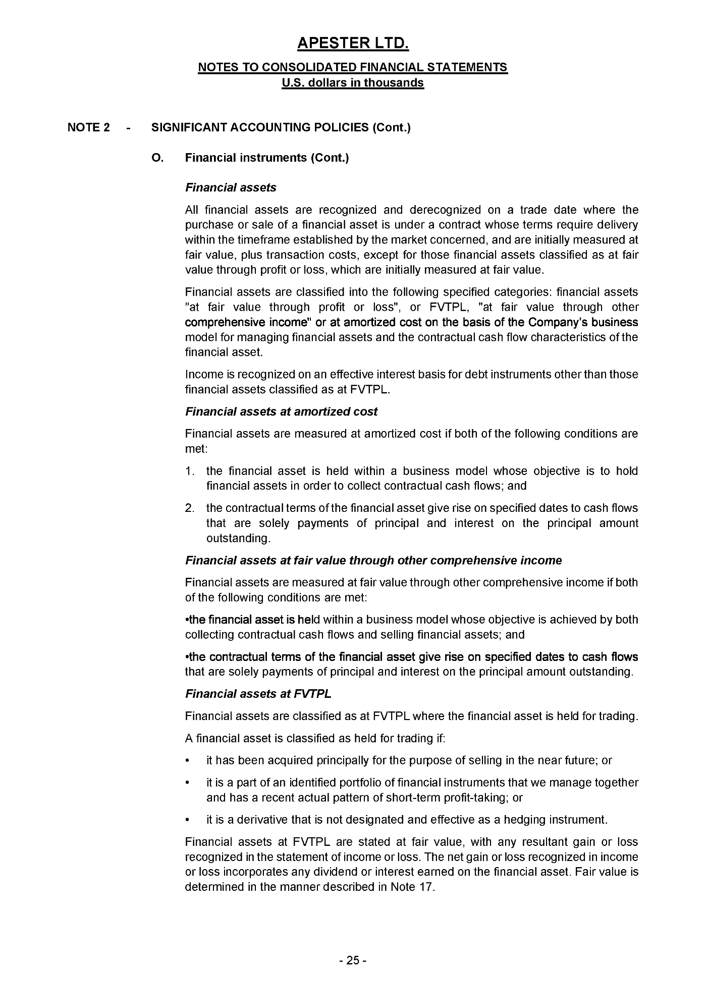 APESTER LTD.
NOTES TO CONSOLIDATED FINANCIAL STATEMENTS
U.S. dollars in thousands
NOTE 2 - SIGNIFICANT ACCOUNTING POLICIES (Cont.)
O. Financial instruments (Cont.)
Financial assets
All financial assets are recognized and derecognized on a trade date where the
purchase or sale of a financial asset is under a contract whose terms require delivery
within the timeframe established by the market concerned, and are initially measured at
fair value, plus transaction costs, except for those financial assets classified as at fair
value through profit or loss, which are initially measured at fair value.
Financial assets are classified into the following specified categories: financial assets
"at fair value through profit or loss", or FVTPL, "at fair value through other
comprehensive income" or at amortized cost on the basis of the Company’s business
model for managing financial assets and the contractual cash flow characteristics of the
financial asset.
Income is recognized on an effective interest basis for debt instruments other than those
financial assets classified as at FVTPL.
Financial assets at amortized cost
Financial assets are measured at amortized cost if both of the following conditions are
met:
1. the financial asset is held within a business model whose objective is to hold
financial assets in order to collect contractual cash flows; and
2. the contractual terms of the financial asset give rise on specified dates to cash flows
that are solely payments of principal and interest on the principal amount
outstanding.
Financial assets at fair value through other comprehensive income
Financial assets are measured at fair value through other comprehensive income if both
of the following conditions are met:
•the financial asset is held within a business model whose objective is achieved by both
collecting contractual cash flows and selling financial assets; and
•the contractual terms of the financial asset give rise on specified dates to cash flows
that are solely payments of principal and interest on the principal amount outstanding.
Financial assets at FVTPL
Financial assets are classified as at FVTPL where the financial asset is held for trading.
A financial asset is classified as held for trading if:
• it has been acquired principally for the purpose of selling in the near future; or
• it is a part of an identified portfolio of financial instruments that we manage together
and has a recent actual pattern of short-term profit-taking; or
• it is a derivative that is not designated and effective as a hedging instrument.
Financial assets at FVTPL are stated at fair value, with any resultant gain or loss
recognized in the statement of income or loss. The net gain or loss recognized in income
or loss incorporates any dividend or interest earned on the financial asset. Fair value is
determined in the manner described in Note 17.
- 25 -